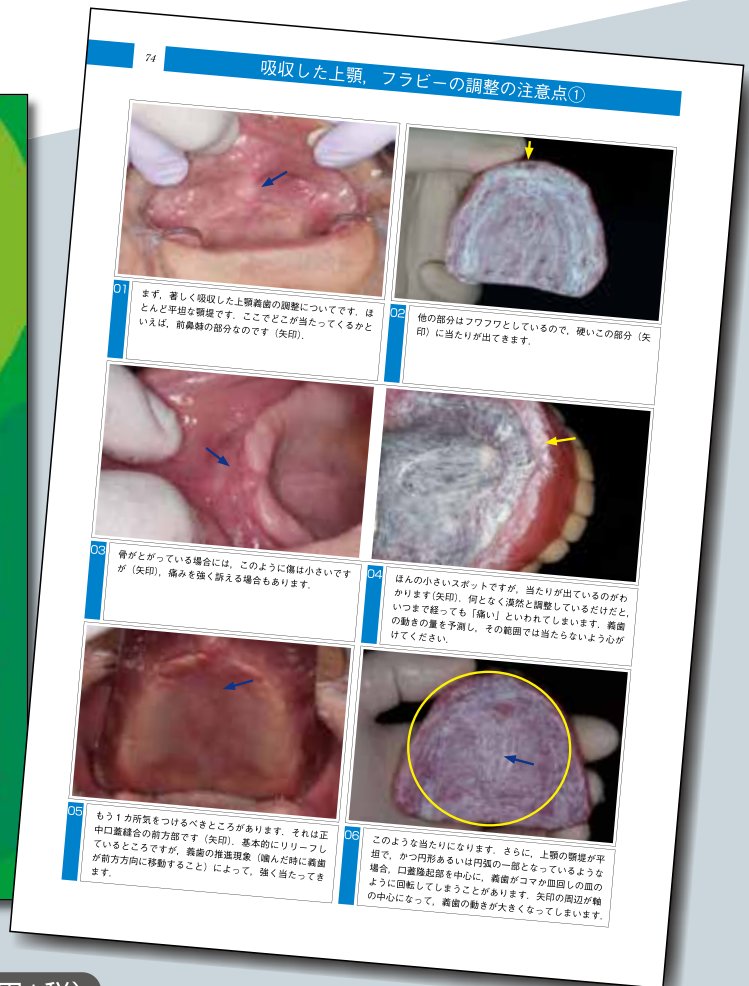 74
吸収した上顎，フラビーの調整の注意点①
01
まず，著しく吸収した上顎義歯の調整についてです．ほ
とんど平坦な顎堤です．ここでどこが当たってくるかと
いえば，前鼻棘の部分なのです（矢印）．
02
他の部分はフワフワとしているので，硬いこの部分（矢
印）に当たりが出てきます．
03
骨がとがっている場合には，このように傷は小さいです
が（矢印），痛みを強く訴える場合もあります．
04
ほんの小さいスポットですが，当たりが出ているのがわ
かります（矢印）．何となく漠然と調整しているだけだと，
いつまで経っても「痛い」といわれてしまいます．義歯
の動きの量を予測し，その範囲では当たらないよう心が
けてください．
05
もう1カ所気をつけるべきところがあります．それは正
中口蓋縫合の前方部です（矢印）．基本的にリリーフし
ているところですが，義歯の推進現象（噛んだ時に義歯
が前方方向に移動すること）によって，強く当たってき
ます．
06
このような当たりになります．さらに，上顎の顎堤が平
坦で，かつ円形あるいは円弧の一部となっているような
場合，口蓋隆起部を中心に，義歯がコマか皿回しの皿の
ように回転してしまうことがあります．矢印の周辺が軸
の中心になって，義歯の動きが大きくなってしまいます．